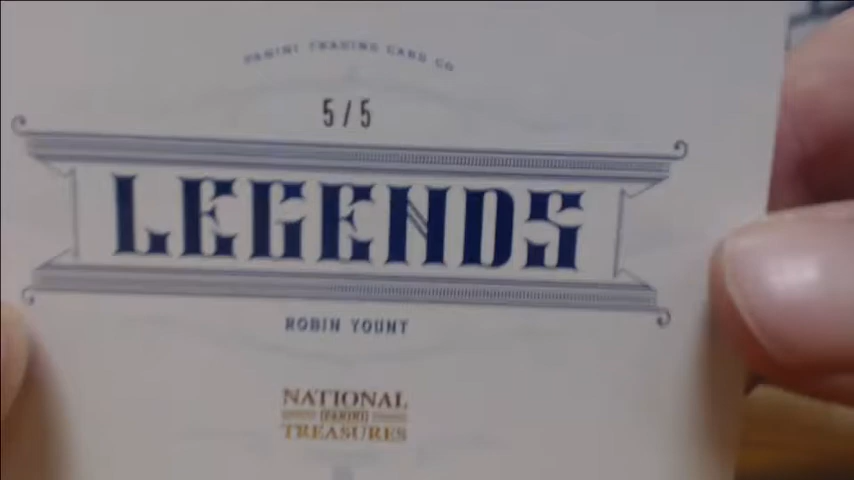 PANINI TRADING CARD CO
5/5
LEGENDS
ROBIN YOUNT
NATIONAL
PANINI
TREASURES